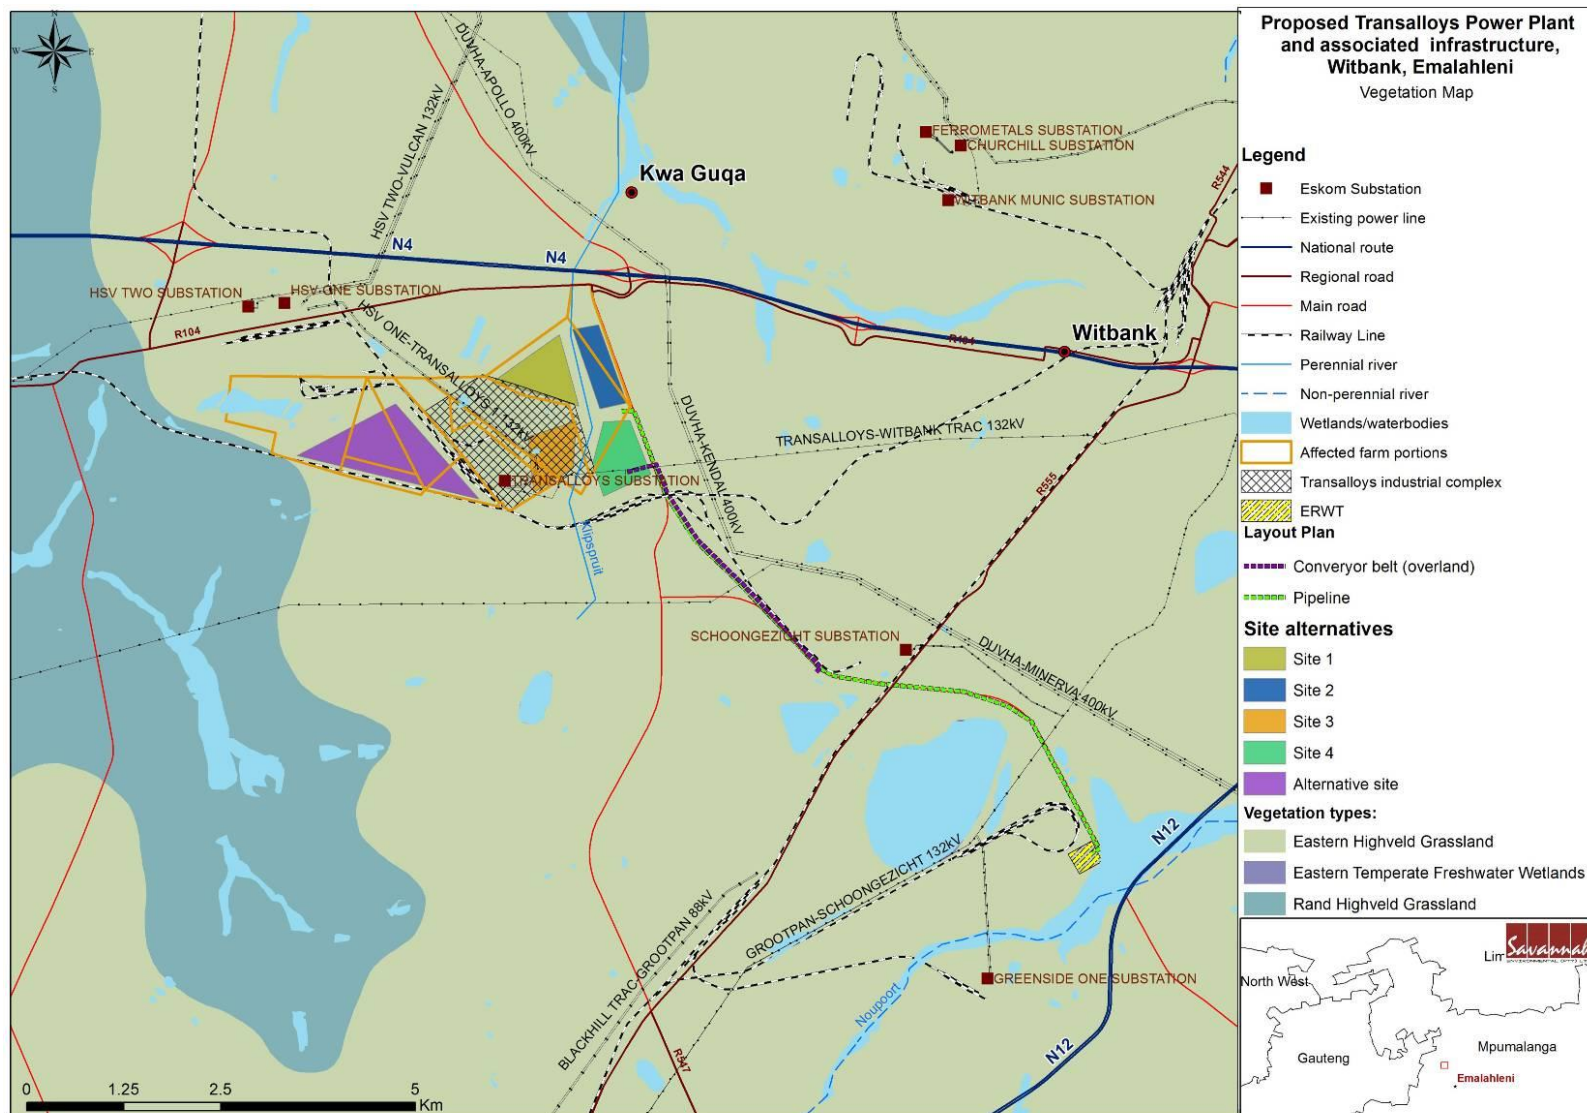 Proposed Transalloys Power Plant
and associated infrastructure,
Witbank, Emalahleni
Vegetation Map
Legend
Eskom Substation
Existing power line
National route
Regional road
Main road
Railway Line
Perennial river
Non-perennial river
Wetlands/waterbodies
Affected farm portions
Transalloys industrial complex
ERWT
Layout Plan
Converyor belt (overland)
Pipeline
Site alternatives
Site 1
Site 2
Site 3
Site 4
Alternative site
Vegetation types:
Eastern Highveld Grassland
Eastern Temperate Freshwater Wetlands
Rand Highveld Grassland
N
W
E
S
DUVHA-APOLLO 400kV
HSV TWO-VULCAN 132kV
FERROMETALS SUBSTATION
CHURCHILL SUBSTATION
WITBANK MUNIC SUBSTATION
R544
Kwa Guqa
N4
N4
HSV TWO SUBSTATION
HSV ONE SUBSTATION
R104
HSV ONE-TRANSALLOYS 1 132kV
R104
Witbank
DUVHA-KENDAL 400kV
TRANSALLOYS-WITBANK TRAC 132kV
TRANSALLOYS SUBSTATION
R555
Klipspruit
SCHOONGEZICHT SUBSTATION
DUVHA-MINERVA 400kV
N12
GROOTPAN-SCHOONGEZICHT 132kV
BLACKHILL TRAC-GROOTPAN 88kV
GREENSIDE ONE SUBSTATION
Noupoort
N12
R547
0 1.25 2.5 5
Km
Savannah
North West
Lim
Gauteng
Mpumalanga
Emalahleni